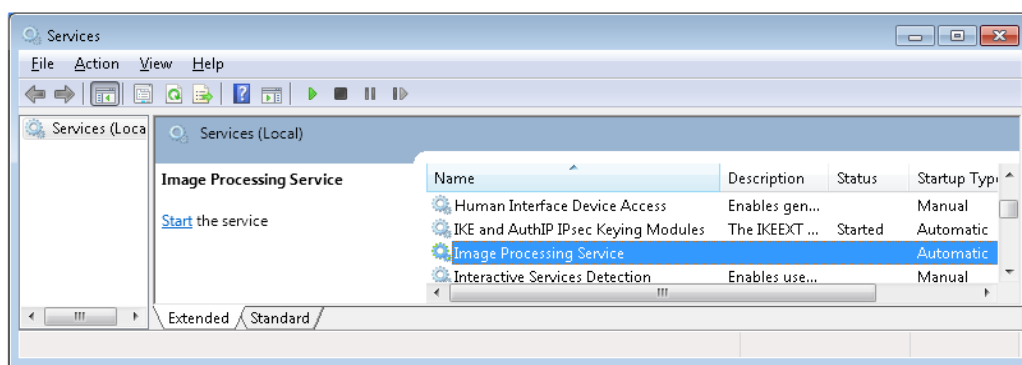 Services
File Action View Help
Services (Loca
Services (Local)
Image Processing Service
Start the service
Name Description Status Startup Typ
Human Interface Device Access Enables gen... Manual
IKE and AuthIP IPsec Keying Modules The IKEEXT ... Started Automatic
Image Processing Service Automatic
Interactive Services Detection Enables use... Manual
Extended Standard